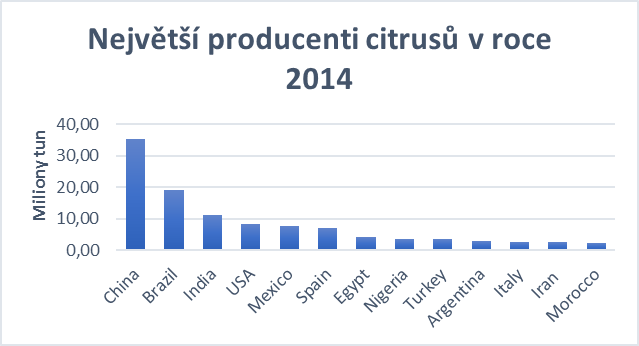 Největší producenti citrusů v roce
2014
Miliony tun
40,00
30,00
20,00
10,00
0,00
China
Brazil
India
USA
Mexico
Spain
Egypt
Nigeria
Turkey
Argentina
Italy
Iran
Morocco